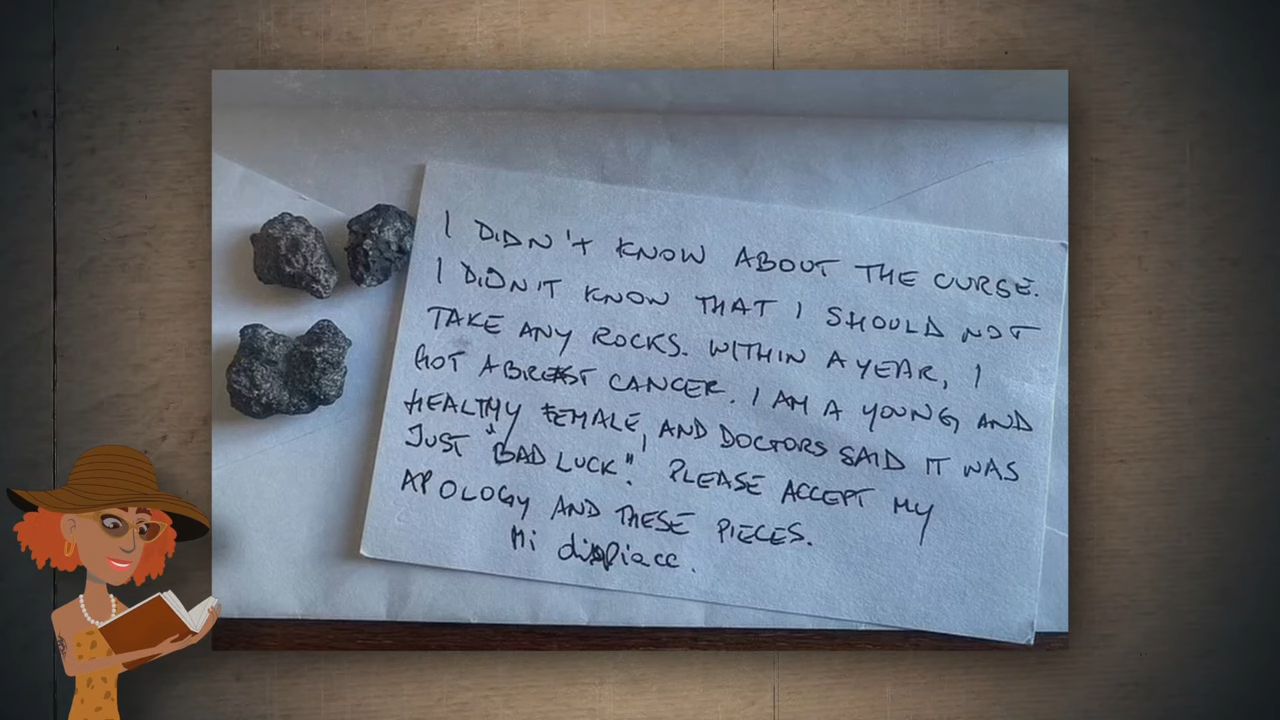 I DIDN'T KNOW ABOUT THE CURSE.
I DIDN'T KNOW THAT I SHOULD NOT
TAKE ANY ROCKS. WITHIN A YEAR, I
GOT A BREAST CANCER. I AM A YOUNG AND
HEALTHY FEMALE, AND DOCTORS SAID IT WAS
JUST "BAD LUCK". PLEASE ACCEPT MY
APOLOGY AND THESE PIECES.
Mi dispiace.